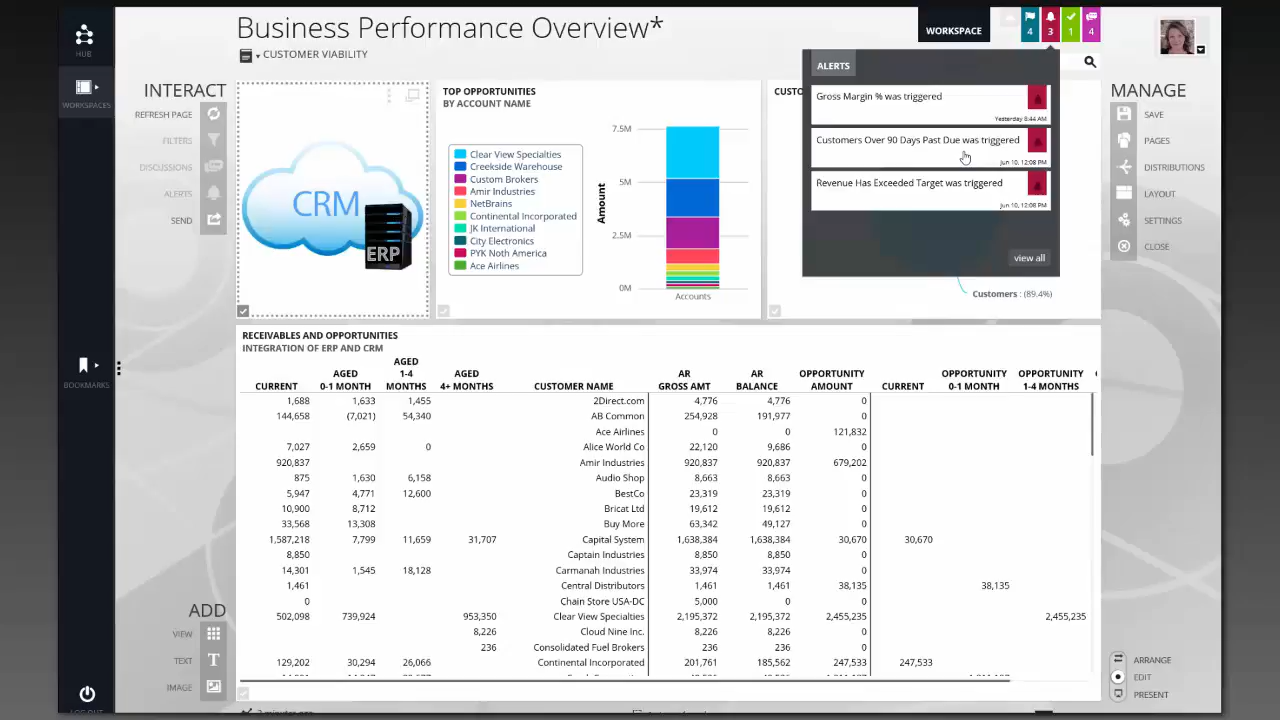 Business Performance Overview*
CUSTOMER VIABILITY
WORKSPACE
4
3
1
4
HUB
WORKSPACES
BOOKMARKS
INTERACT
REFRESH PAGE
FILTERS
DISCUSSIONS
ALERTS
SEND
ADD
VIEW
TEXT
IMAGE
CRM
ERP
TOP OPPORTUNITIES
BY ACCOUNT NAME
Clear View Specialties
Creekside Warehouse
Custom Brokers
Amir Industries
NetBrains
Continental Incorporated
JK International
City Electronics
PYK Noth America
Ace Airlines
Amount
7.5M
5M
2.5M
0M
Accounts
CUSTO
ALERTS
Gross Margin % was triggered
Yesterday 8:44 AM
Customers Over 90 Days Past Due was triggered
Jun 10, 12:08 PM
Revenue Has Exceeded Target was triggered
Jun 10, 12:08 PM
view all
Customers : (89.4%)
MANAGE
SAVE
PAGES
DISTRIBUTIONS
LAYOUT
SETTINGS
CLOSE
RECEIVABLES AND OPPORTUNITIES
INTEGRATION OF ERP AND CRM
CURRENT AGED 0-1 MONTH AGED 1-4 MONTHS AGED 4+ MONTHS CUSTOMER NAME AR GROSS AMT AR BALANCE OPPORTUNITY AMOUNT CURRENT OPPORTUNITY 0-1 MONTH OPPORTUNITY 1-4 MONTHS
1,688 1,633 1,455 2Direct.com 4,776 4,776 0
144,658 (7,021) 54,340 AB Common 254,928 191,977 0
Ace Airlines 0 0 121,832
7,027 2,659 0 Alice World Co 22,120 9,686 0
920,837 Amir Industries 920,837 920,837 679,202
875 1,630 6,158 Audio Shop 8,663 8,663 0
5,947 4,771 12,600 BestCo 23,319 23,319 0
10,900 8,712 Bricat Ltd 19,612 19,612 0
33,568 13,308 Buy More 63,342 49,127 0
1,587,218 7,799 11,659 31,707 Capital System 1,638,384 1,638,384 30,670 30,670
8,850 Captain Industries 8,850 8,850 0
14,301 1,545 18,128 Carmanah Industries 33,974 33,974 0
1,461 Central Distributors 1,461 1,461 38,135 38,135
0 Chain Store USA-DC 5,000 0 0
502,098 739,924 953,350 Clear View Specialties 2,195,372 2,195,372 2,455,235 2,455,235
8,226 Cloud Nine Inc. 8,226 8,226 0
236 Consolidated Fuel Brokers 236 236 0
129,202 30,294 26,066 Continental Incorporated 201,761 185,562 247,533 247,533
ARRANGE
EDIT
PRESENT